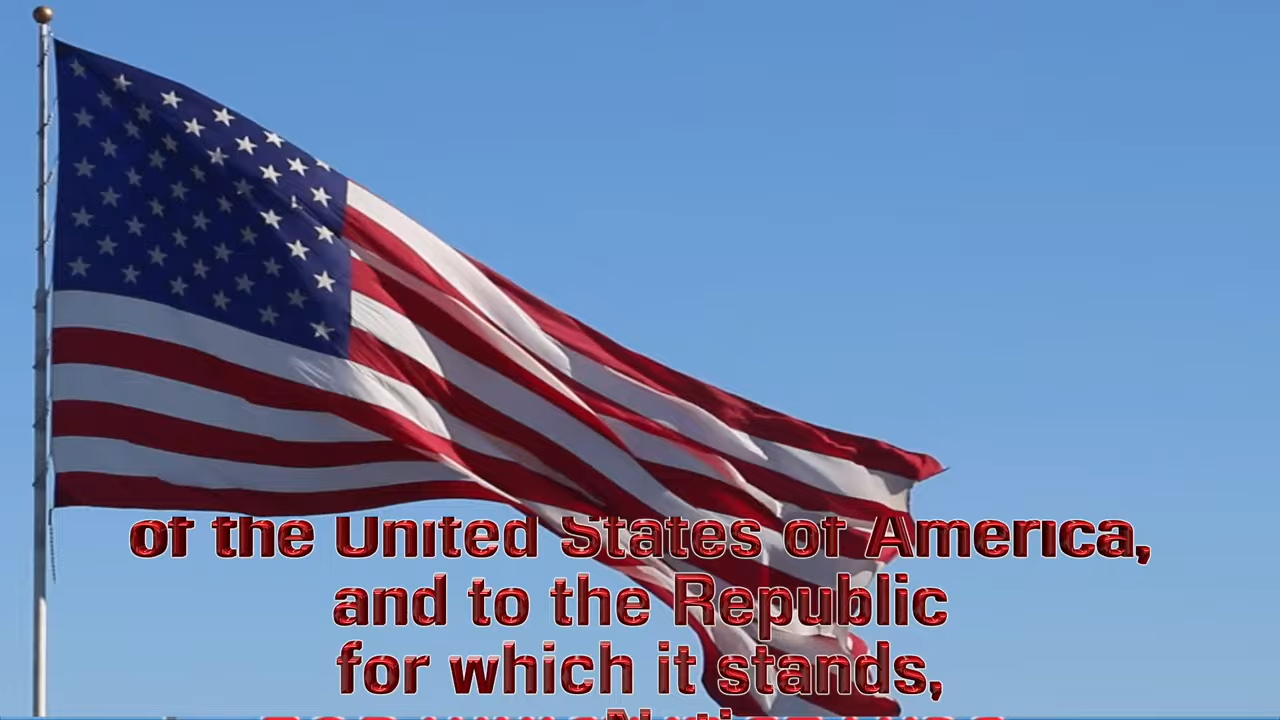 of the United States of America,
and to the Republic
for which it stands,